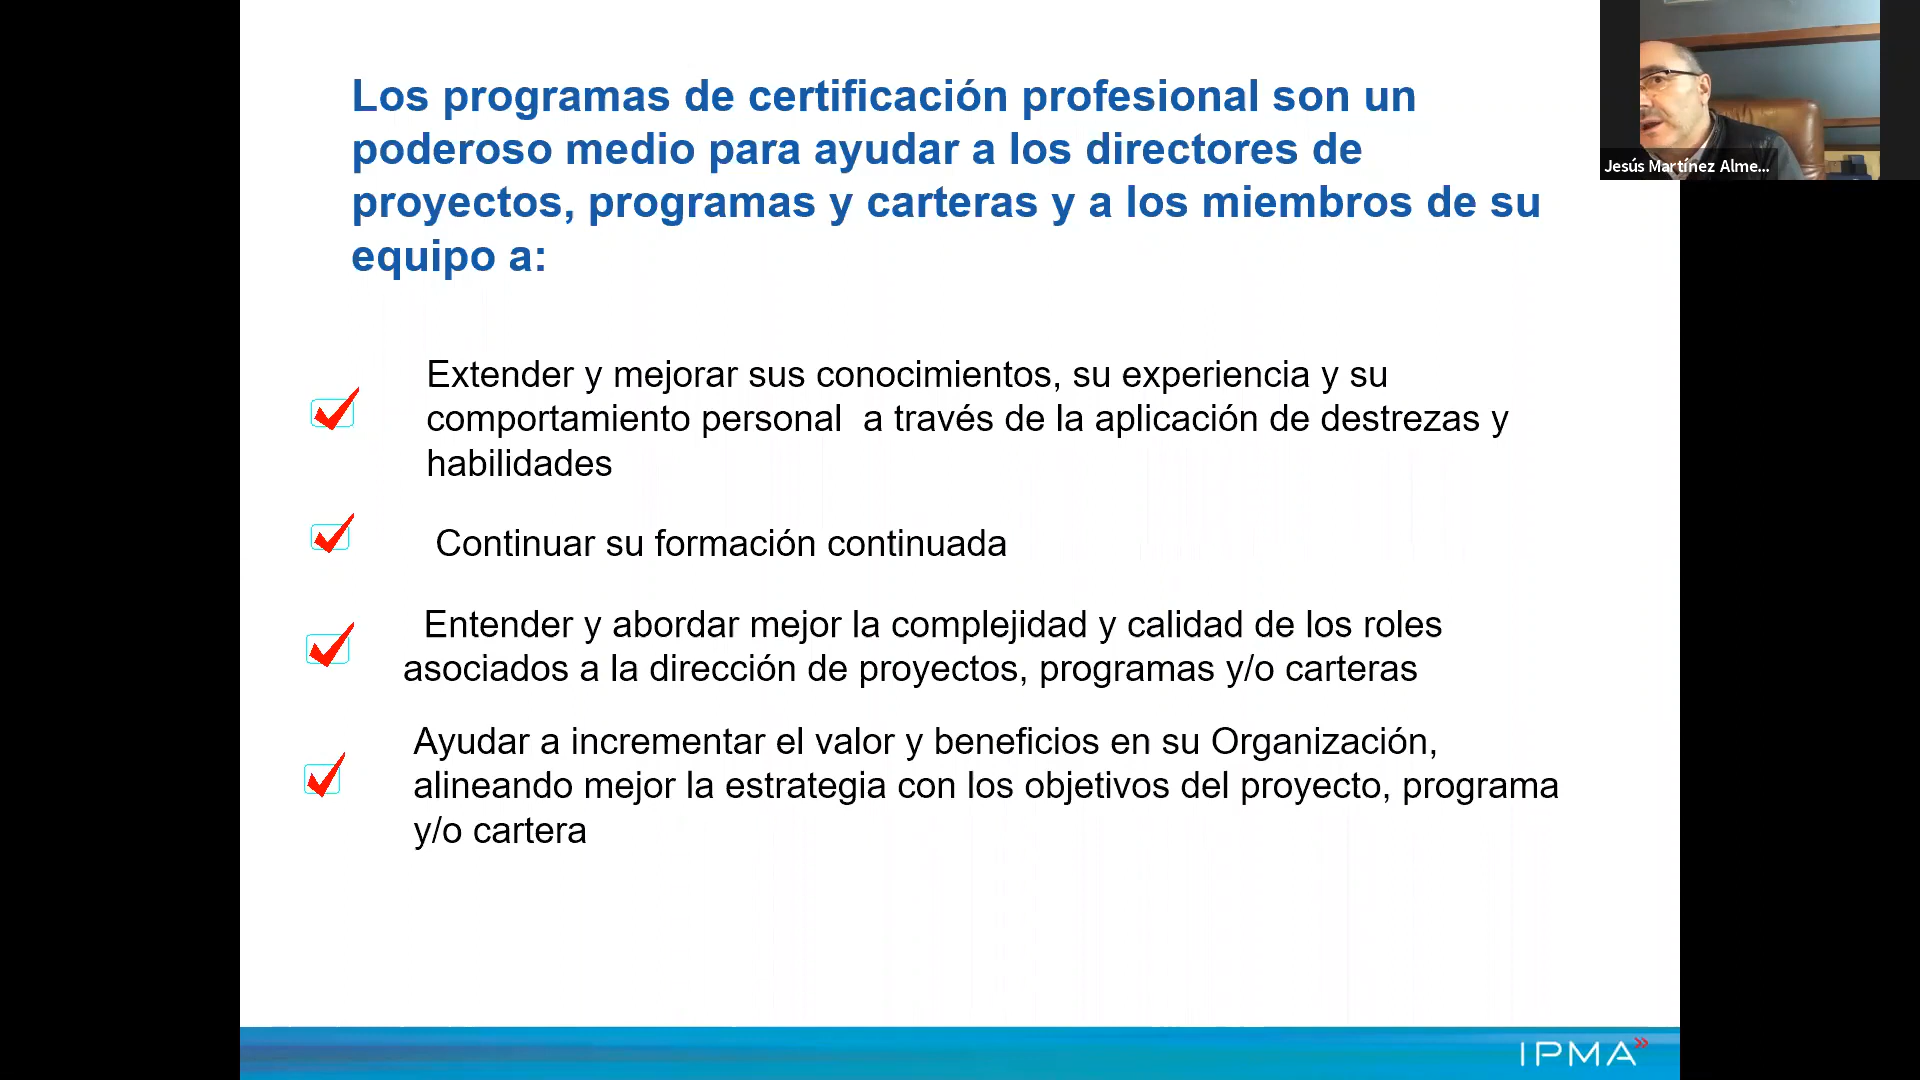 Los programas de certificación profesional son un
poderoso medio para ayudar a los directores de
proyectos, programas y carteras y a los miembros de su
equipo a:
Extender y mejorar sus conocimientos, su experiencia y su
comportamiento personal  a través de la aplicación de destrezas y
habilidades
Continuar su formación continuada
Entender y abordar mejor la complejidad y calidad de los roles
asociados a la dirección de proyectos, programas y/o carteras
Ayudar a incrementar el valor y beneficios en su Organización,
alineando mejor la estrategia con los objetivos del proyecto, programa
y/o cartera
Jesús Martínez Alme...
IPMA